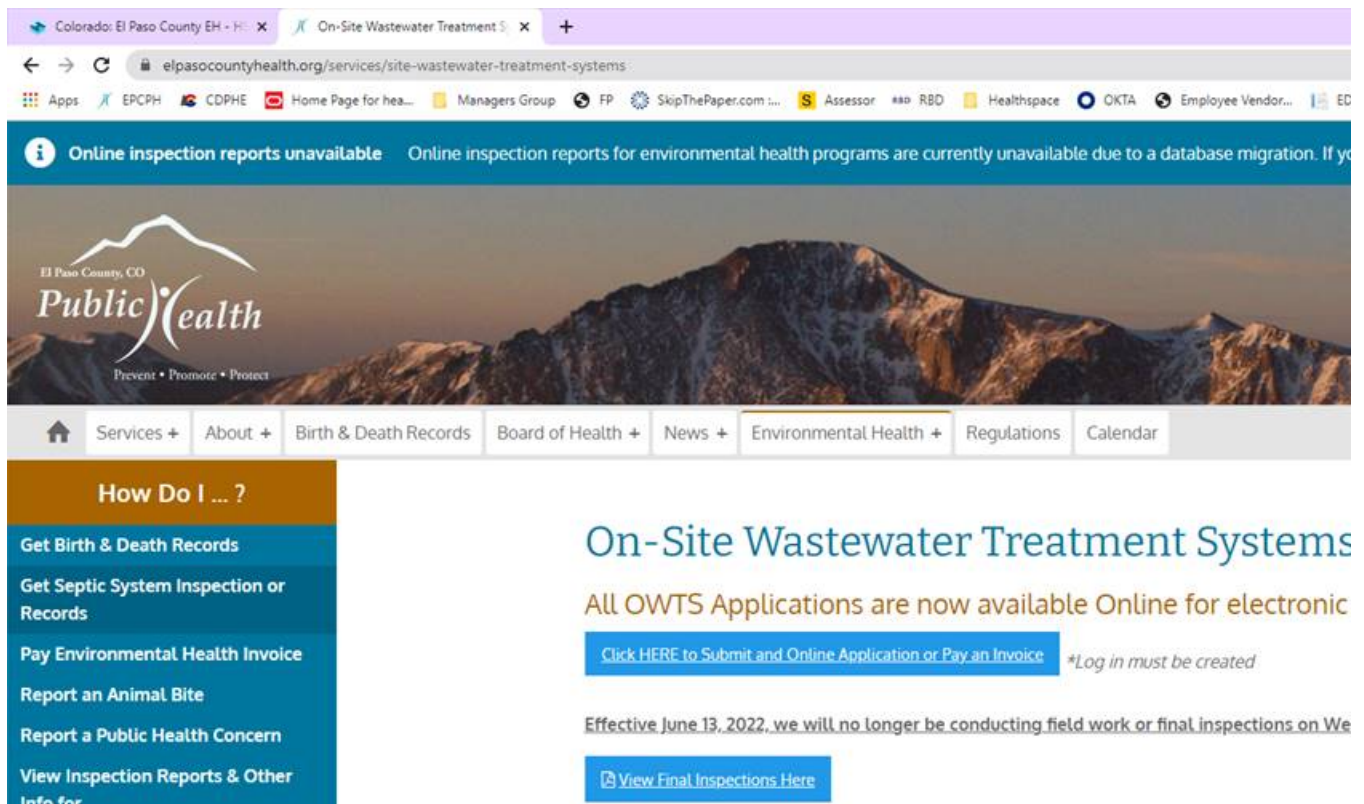 Colorado: El Paso County EH - HS
On-Site Wastewater Treatment S
elpasocountyhealth.org/services/site-wastewater-treatment-systems
Apps EPCPH CDPHE Home Page for hea... Managers Group FP SkipThePaper.com :... Assessor RBD RBD Healthspace OKTA Employee Vendor... ED
Online inspection reports unavailable Online inspection reports for environmental health programs are currently unavailable due to a database migration. If yo
El Paso County, CO
Public Health
Prevent • Promote • Protect
Services + About + Birth & Death Records Board of Health + News + Environmental Health + Regulations Calendar
How Do I ... ?
Get Birth & Death Records
Get Septic System Inspection or
Records
Pay Environmental Health Invoice
Report an Animal Bite
Report a Public Health Concern
View Inspection Reports & Other
Info for
On-Site Wastewater Treatment Systems
All OWTS Applications are now available Online for electronic
Click HERE to Submit and Online Application or Pay an Invoice *Log in must be created
Effective June 13, 2022, we will no longer be conducting field work or final inspections on We
View Final Inspections Here